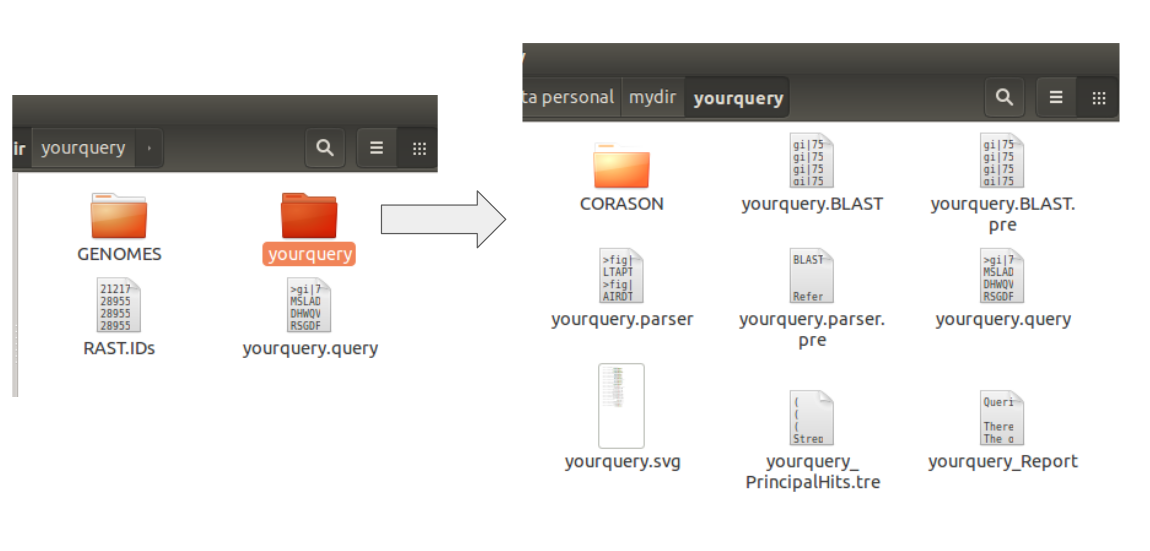 ir yourquery
GENOMES
yourquery
21217
28955
28955
28955
RAST.IDs
>gi|7
MSLAD
DHWQV
RSGDF
yourquery.query
ta personal mydir yourquery
CORASON
gi|75
gi|75
gi|75
gi|75
yourquery.BLAST
gi|75
gi|75
gi|75
gi|75
yourquery.BLAST.
pre
>fig|
LTAPT
>fig|
AIRDT
yourquery.parser
BLAST
Refer
yourquery.parser.
pre
>gi|7
MSLAD
DHWQV
RSGDF
yourquery.query
yourquery.svg
(
(
(
Strep
yourquery_
PrincipalHits.tre
Queri
There
The
yourquery_Report